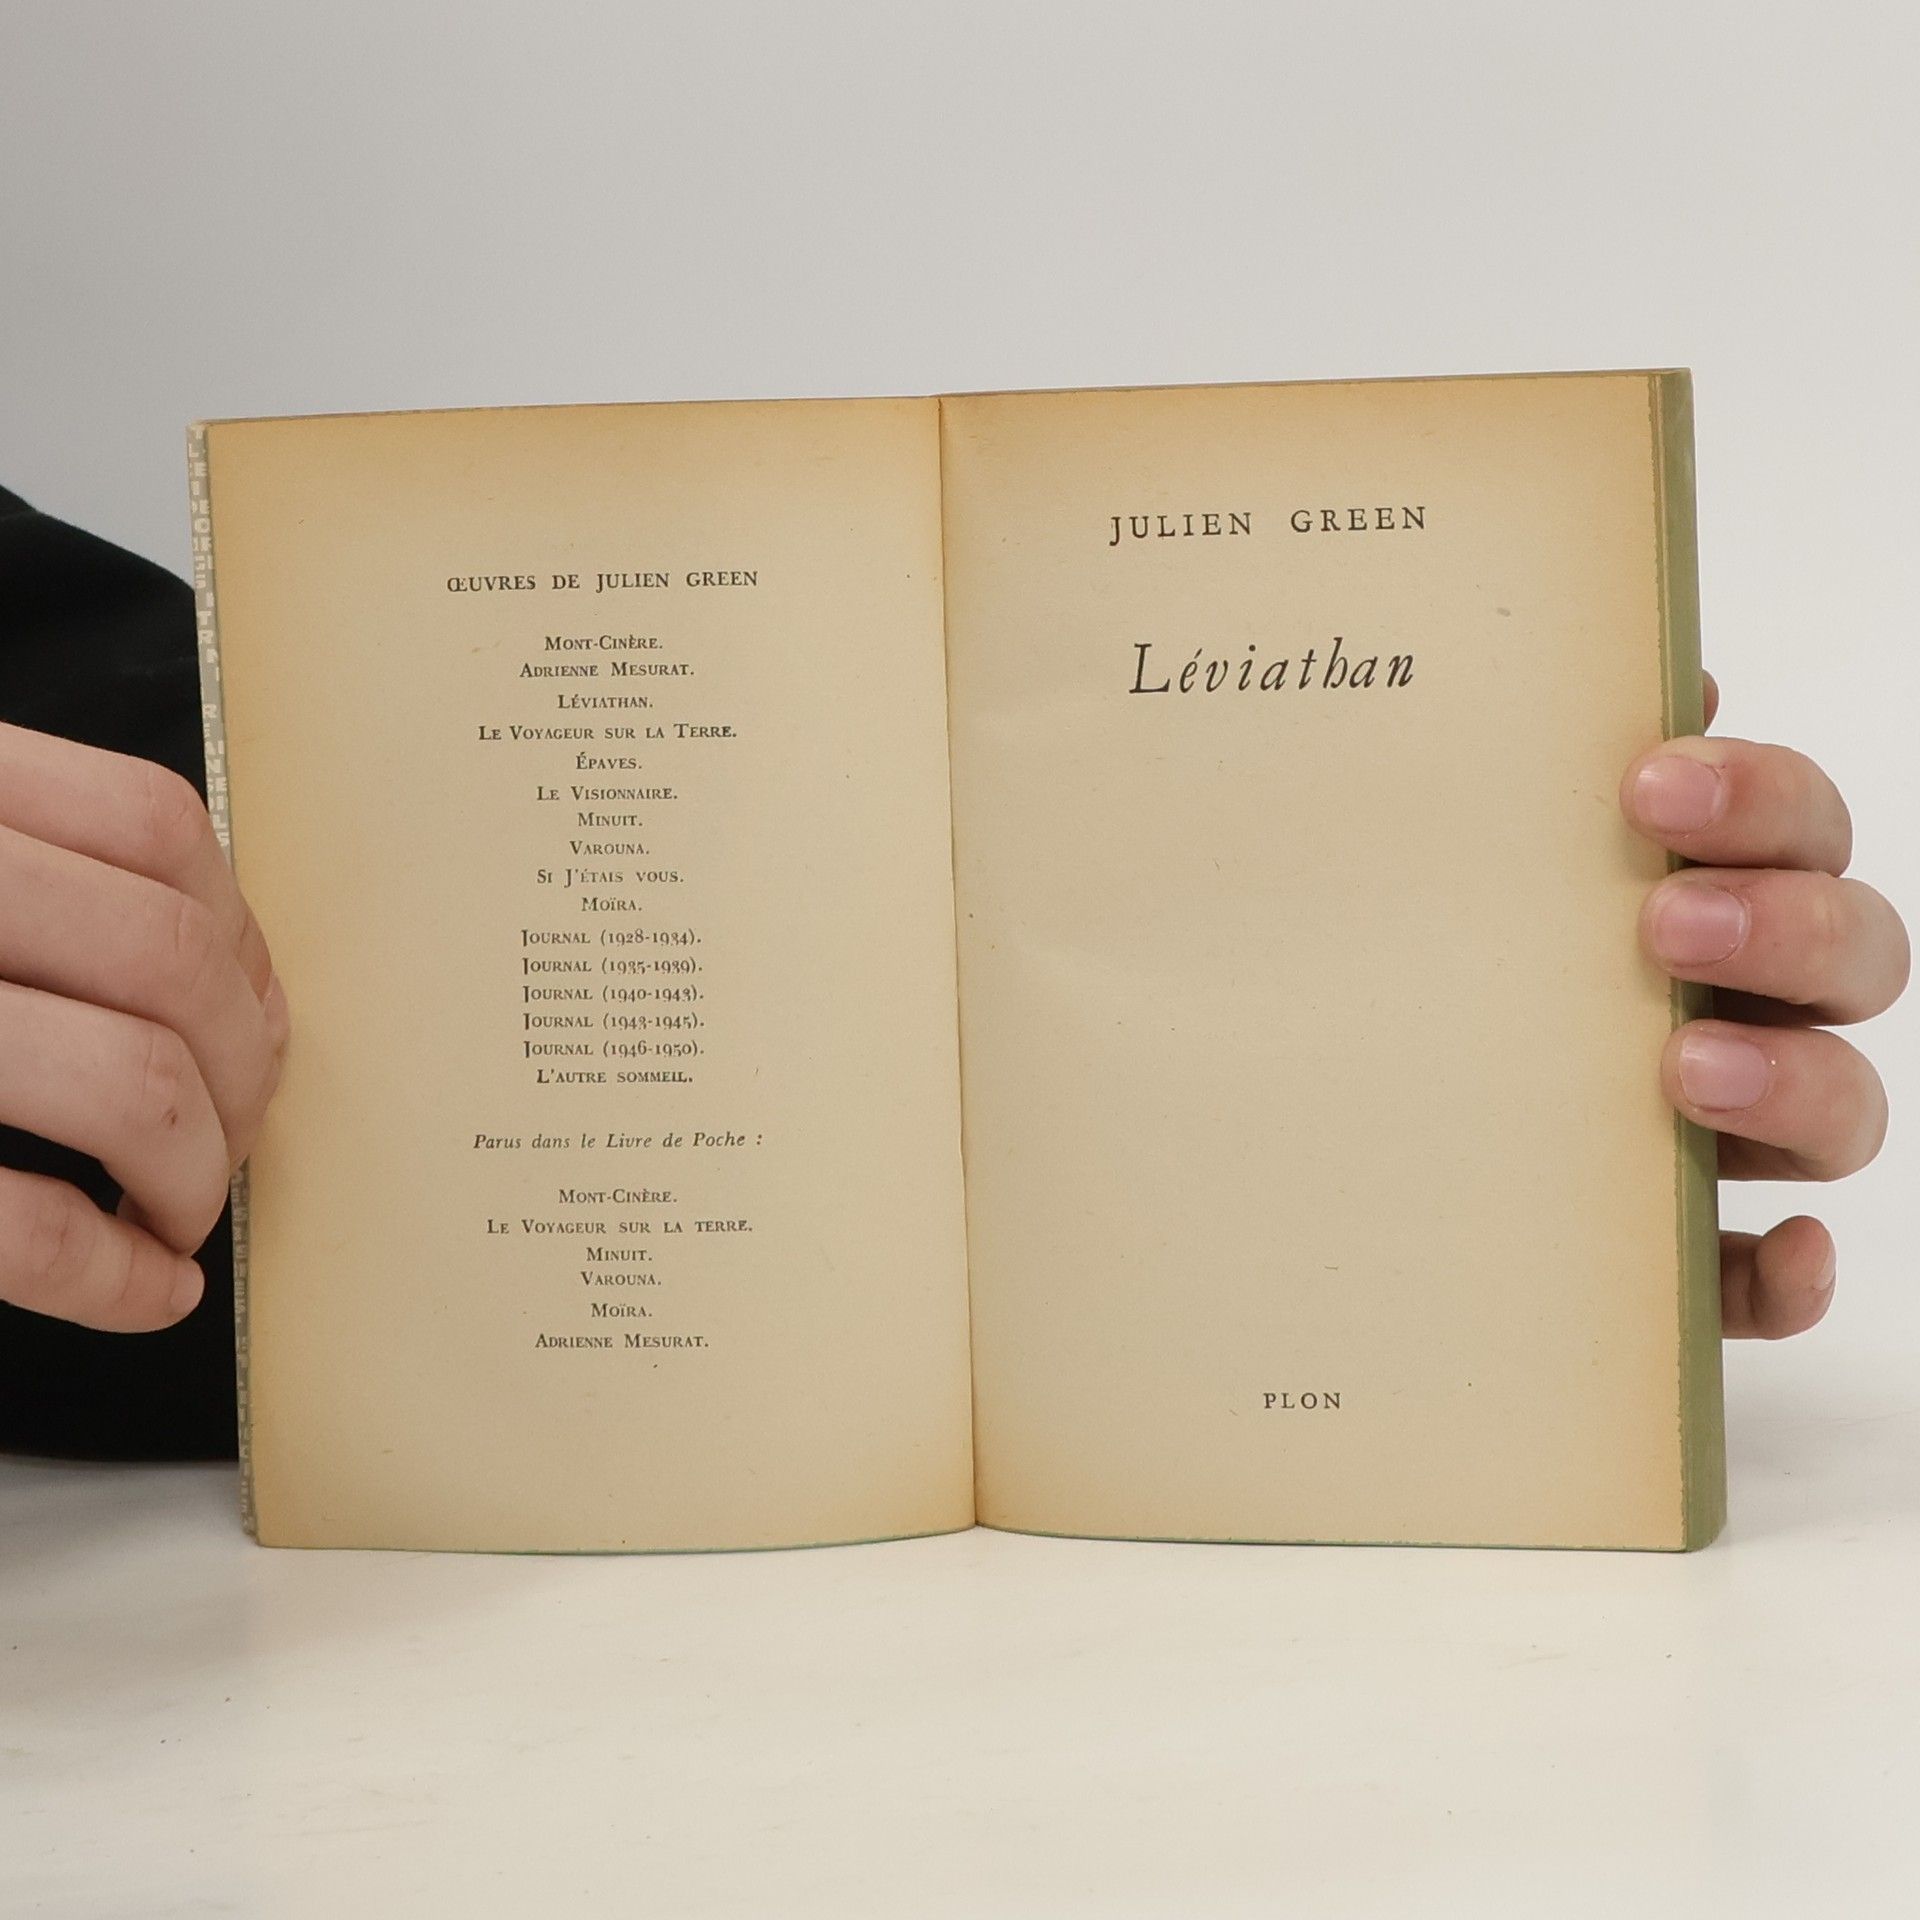 ŒUVRES DE JULIEN GREEN
MONT-CINÈRE.
ADRIENNE MESURAT.
LÉVIATHAN.
LE VOYAGEUR SUR LA TERRE.
ÉPAVES.
LE VISIONNAIRE.
MINUIT.
VAROUNA.
SI J'ÉTAIS VOUS.
MOÏRA.
JOURNAL (1928-1934).
JOURNAL (1935-1939).
JOURNAL (1940-1943).
JOURNAL (1943-1945).
JOURNAL (1946-1950).
L'AUTRE SOMMEIL.
Parus dans le Livre de Poche :
MONT-CINÈRE.
LE VOYAGEUR SUR LA TERRE.
MINUIT.
VAROUNA.
MOÏRA.
ADRIENNE MESURAT.
JULIEN GREEN
Léviathan
PLON